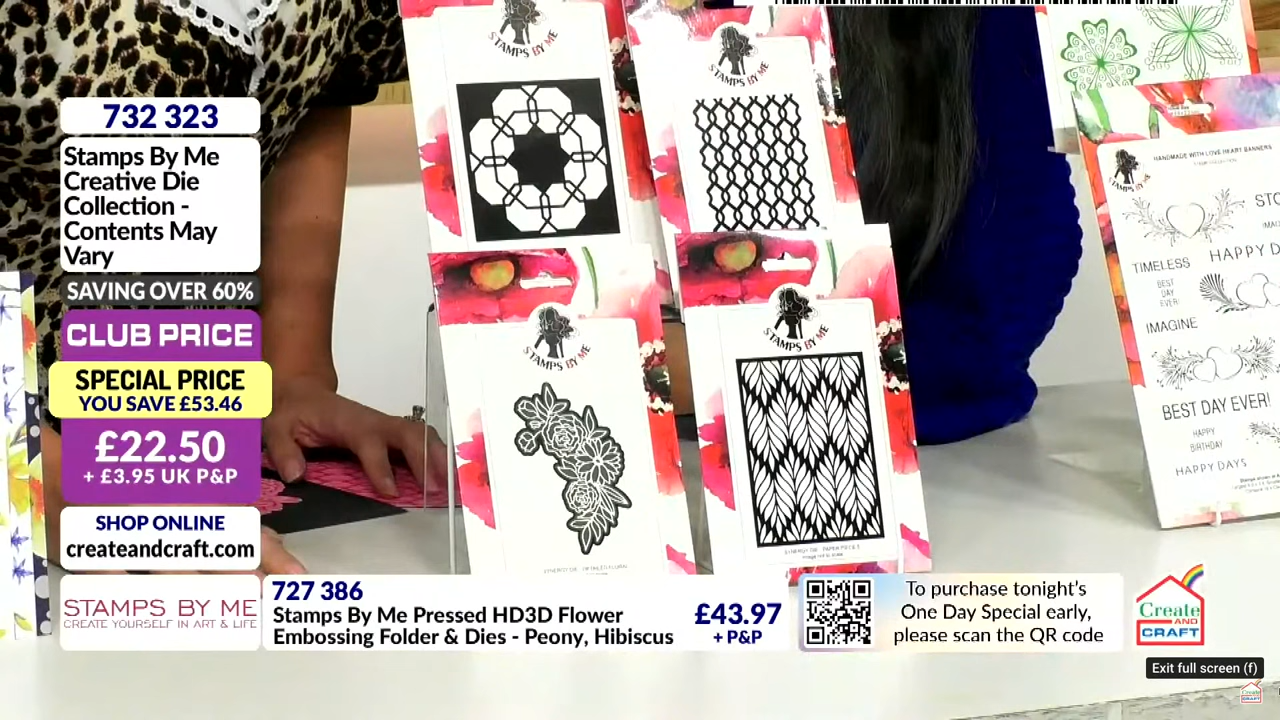 732 323
Stamps By Me
Creative Die
Collection -
Contents May
Vary
SAVING OVER 60%
CLUB PRICE
SPECIAL PRICE
YOU SAVE £53.46
£22.50
+ £3.95 UK P&P
SHOP ONLINE
createandcraft.com
STAMPS BY ME
CREATE YOURSELF IN ART & LIFE
727 386
Stamps By Me Pressed HD3D Flower
Embossing Folder & Dies - Peony, Hibiscus
£43.97
+ P&P
To purchase tonight's
One Day Special early,
please scan the QR code
Create
AND
CRAFT
Exit full screen (f)
STAMPS BY ME
STAMPS BY ME
STAMPS BY ME
STAMPS BY ME
HANDMADE WITH LOVE HEART BANNERS
STAMPS BY ME
TIMELESS
HAPPY D
BEST
DAY
EVER!
IMAGINE
BEST DAY EVER!
HAPPY
BIRTHDAY
HAPPY DAYS